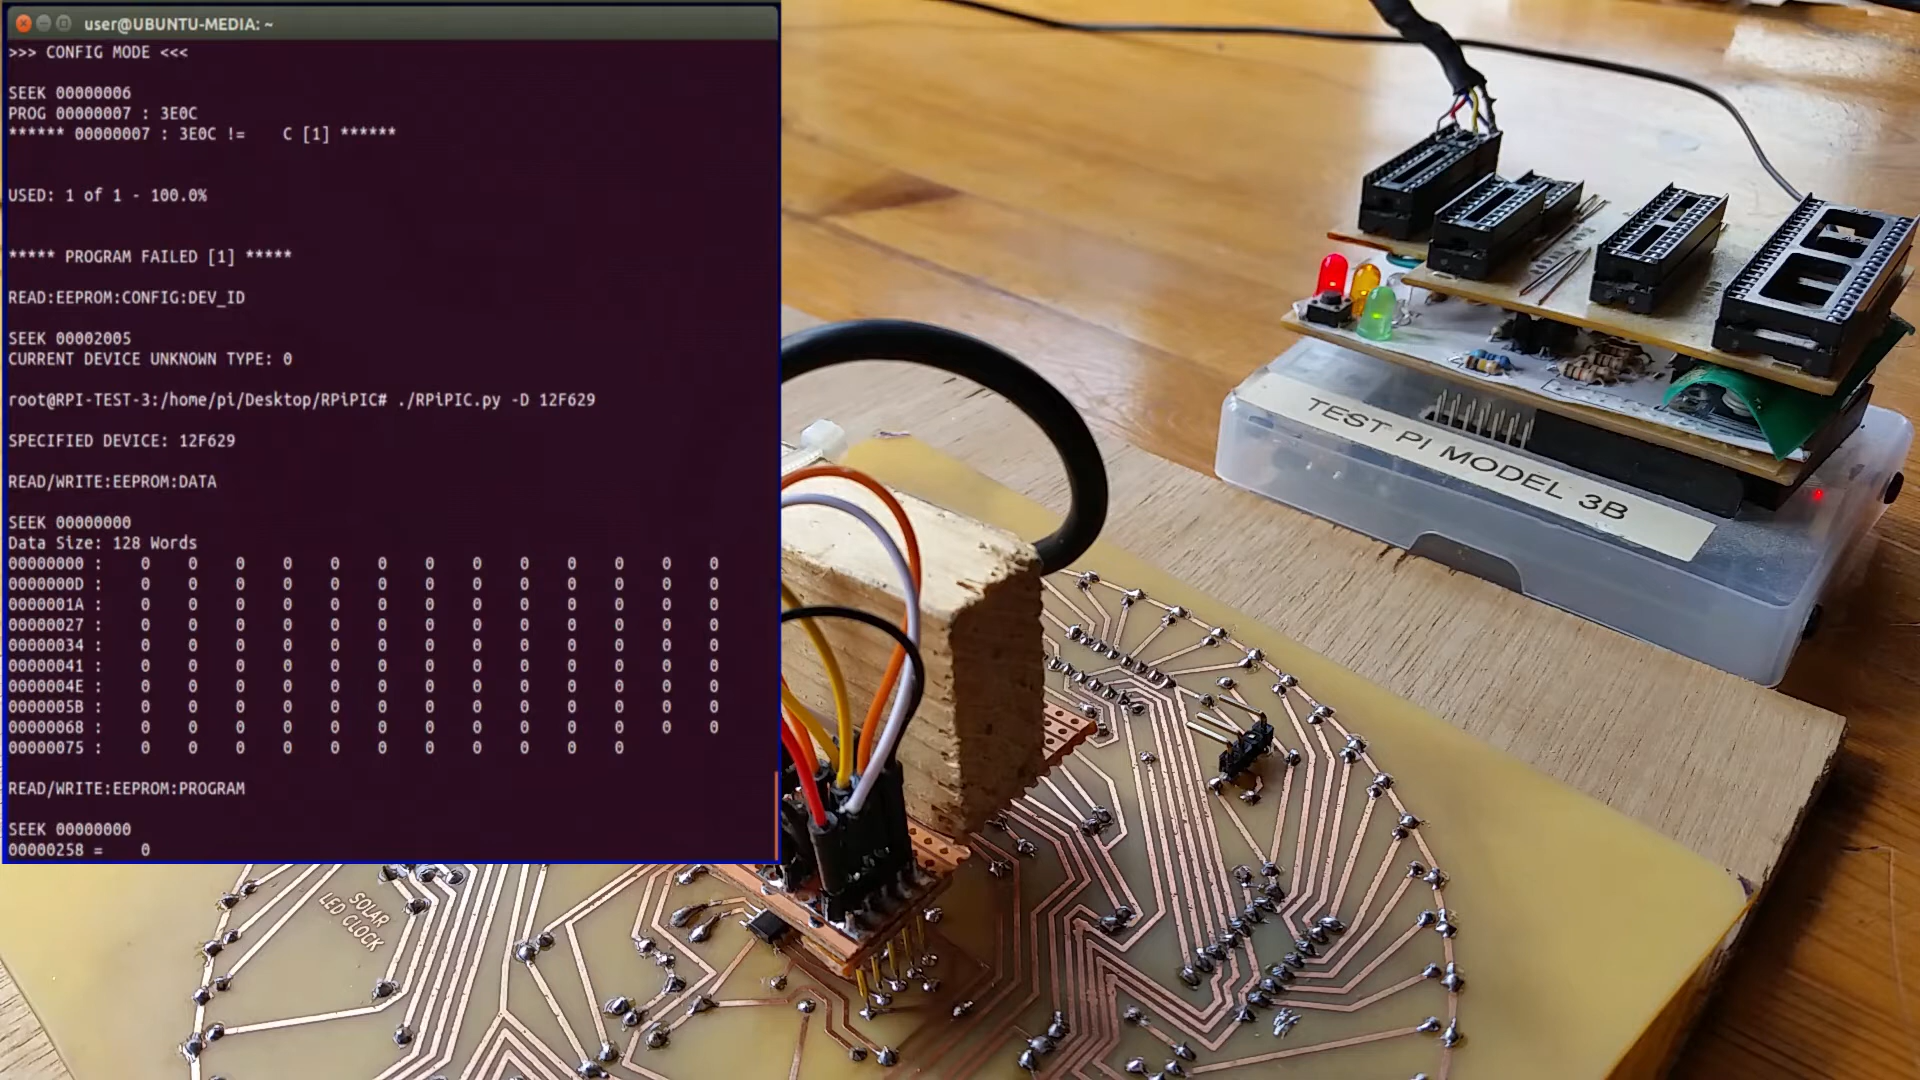 user@UBUNTU-MEDIA: ~
>>> CONFIG MODE <<<
SEEK 00000006
PROG 00000007 : 3E0C
****** 00000007 : 3E0C !=    C [1] ******
USED: 1 of 1 - 100.0%
***** PROGRAM FAILED [1] *****
READ:EEPROM:CONFIG:DEV_ID
SEEK 00002005
CURRENT DEVICE UNKNOWN TYPE: 0
root@RPI-TEST-3:/home/pi/Desktop/RPiPIC# ./RPiPIC.py -D 12F629
SPECIFIED DEVICE: 12F629
READ/WRITE:EEPROM:DATA
SEEK 00000000
Data Size: 128 Words
00000000 :    0    0    0    0    0    0    0    0    0    0    0    0    0
0000000D :    0    0    0    0    0    0    0    0    0    0    0    0    0
0000001A :    0    0    0    0    0    0    0    0    0    0    0    0    0
00000027 :    0    0    0    0    0    0    0    0    0    0    0    0    0
00000034 :    0    0    0    0    0    0    0    0    0    0    0    0    0
00000041 :    0    0    0    0    0    0    0    0    0    0    0    0    0
0000004E :    0    0    0    0    0    0    0    0    0    0    0    0    0
0000005B :    0    0    0    0    0    0    0    0    0    0    0    0    0
00000068 :    0    0    0    0    0    0    0    0    0    0    0    0    0
00000075 :    0    0    0    0    0    0    0    0    0    0    0
READ/WRITE:EEPROM:PROGRAM
SEEK 00000000
00000258 =    0
TEST PI MODEL 3B
SOLAR
LED CLOCK